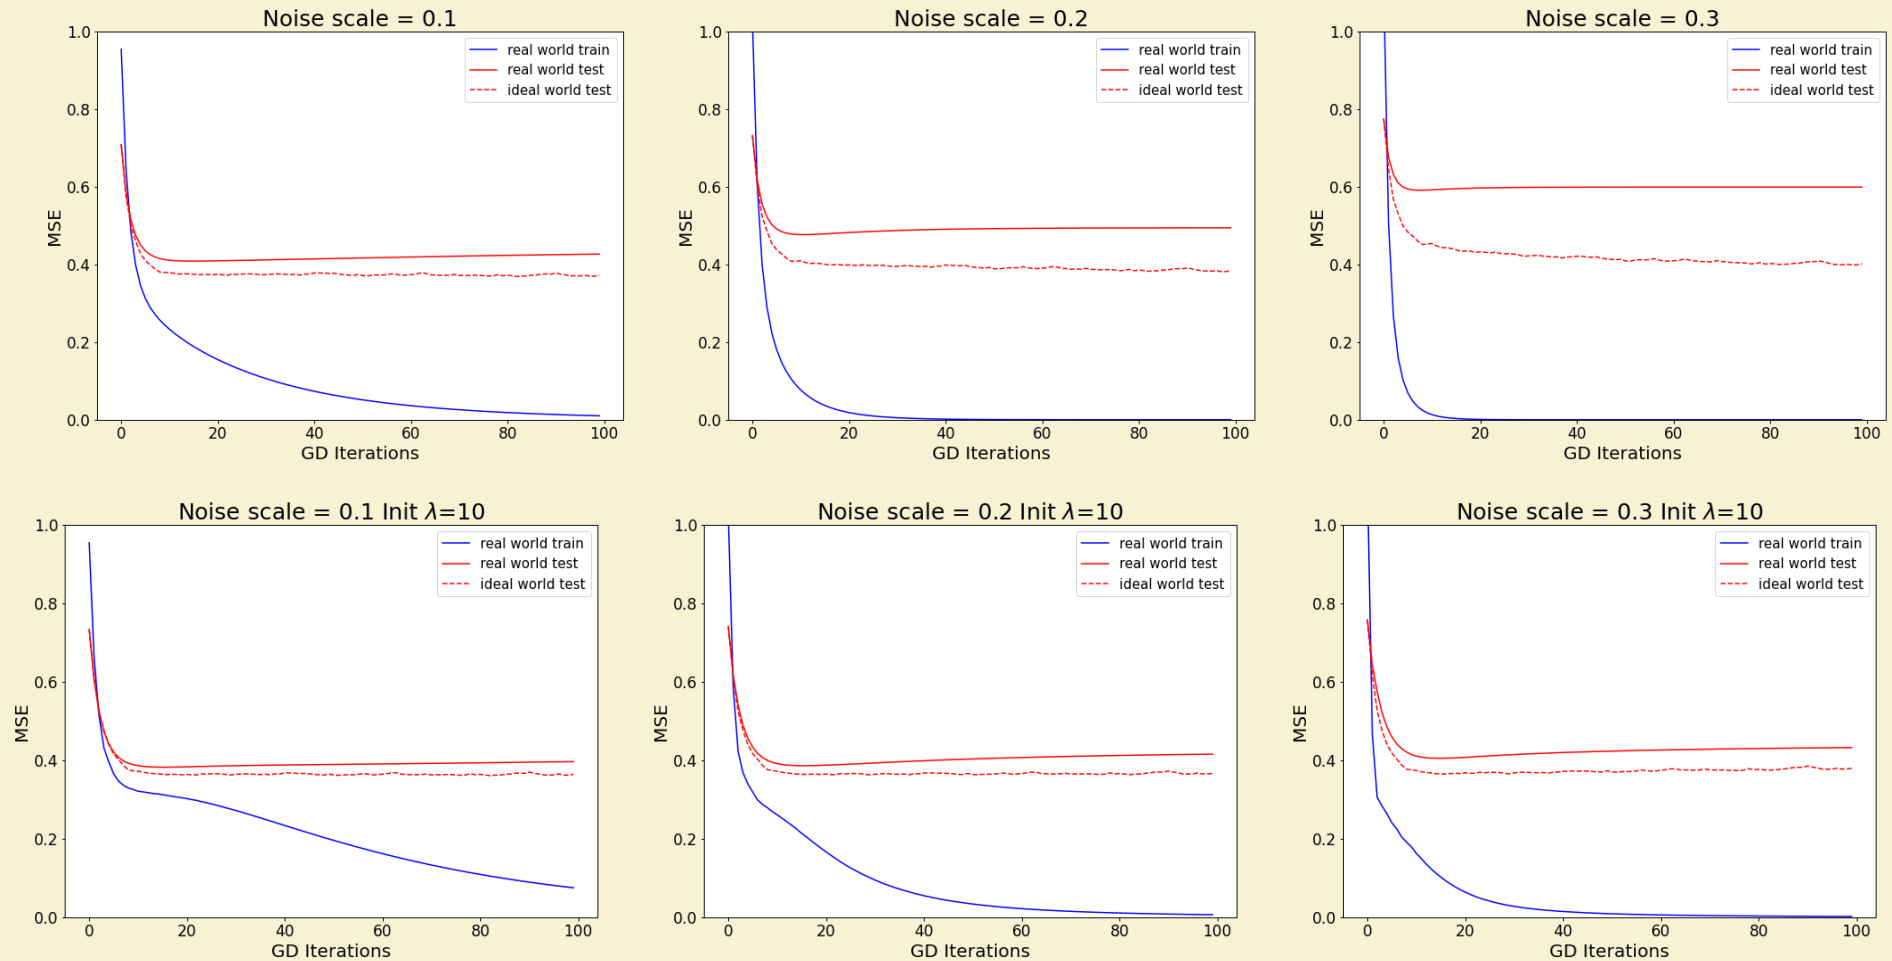 Noise scale = 0.1
1.0
0.8
0.6
0.4
0.2
0.0
MSE
real world train
real world test
ideal world test
0 20 40 60 80 100
GD Iterations
Noise scale = 0.2
1.0
0.8
0.6
0.4
0.2
0.0
MSE
real world train
real world test
ideal world test
0 20 40 60 80 100
GD Iterations
Noise scale = 0.3
1.0
0.8
0.6
0.4
0.2
0.0
MSE
real world train
real world test
ideal world test
0 20 40 60 80 100
GD Iterations
Noise scale = 0.1 Init λ=10
1.0
0.8
0.6
0.4
0.2
0.0
MSE
real world train
real world test
ideal world test
0 20 40 60 80 100
GD Iterations
Noise scale = 0.2 Init λ=10
1.0
0.8
0.6
0.4
0.2
0.0
MSE
real world train
real world test
ideal world test
0 20 40 60 80 100
GD Iterations
Noise scale = 0.3 Init λ=10
1.0
0.8
0.6
0.4
0.2
0.0
MSE
real world train
real world test
ideal world test
0 20 40 60 80 100
GD Iterations